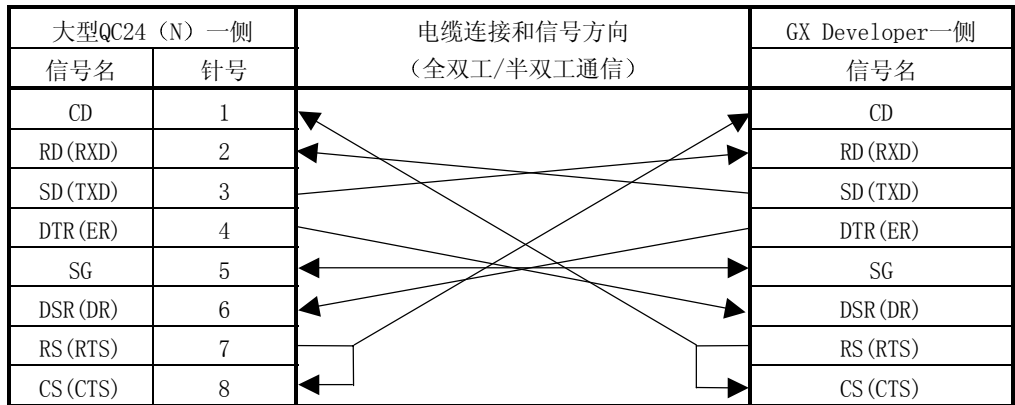 大型QC24（N）一侧 电缆连接和信号方向 GX Developer一侧
信号名 针号 （全双工/半双工通信） 信号名
CD 1 CD
RD(RXD) 2 RD(RXD)
SD(TXD) 3 SD(TXD)
DTR(ER) 4 DTR(ER)
SG 5 SG
DSR(DR) 6 DSR(DR)
RS(RTS) 7 RS(RTS)
CS(CTS) 8 CS(CTS)